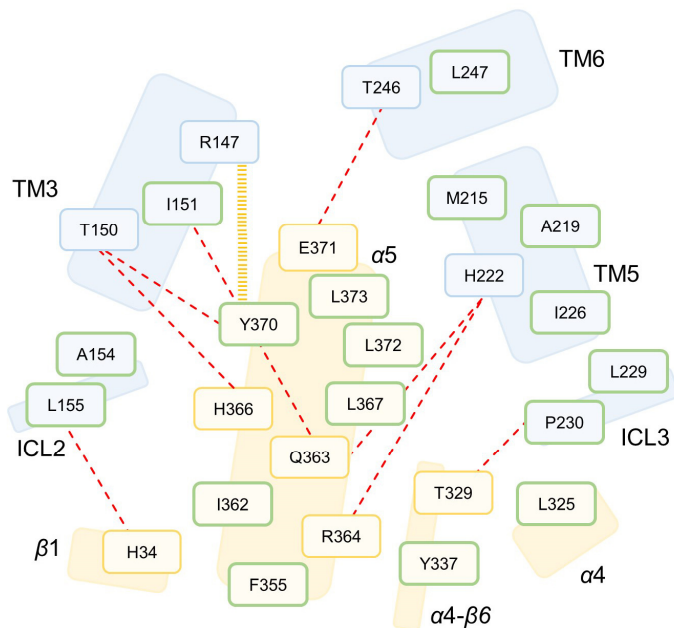 TM6
L247
T246
R147
TM3
I151
T150
M215
A219
E371
α5
H222
TM5
L373
Y370
I226
L372
A154
L229
L155
H366
L367
P230
ICL2
ICL3
Q363
T329
I362
L325
R364
β1
H34
Y337
α4
F355
α4-β6